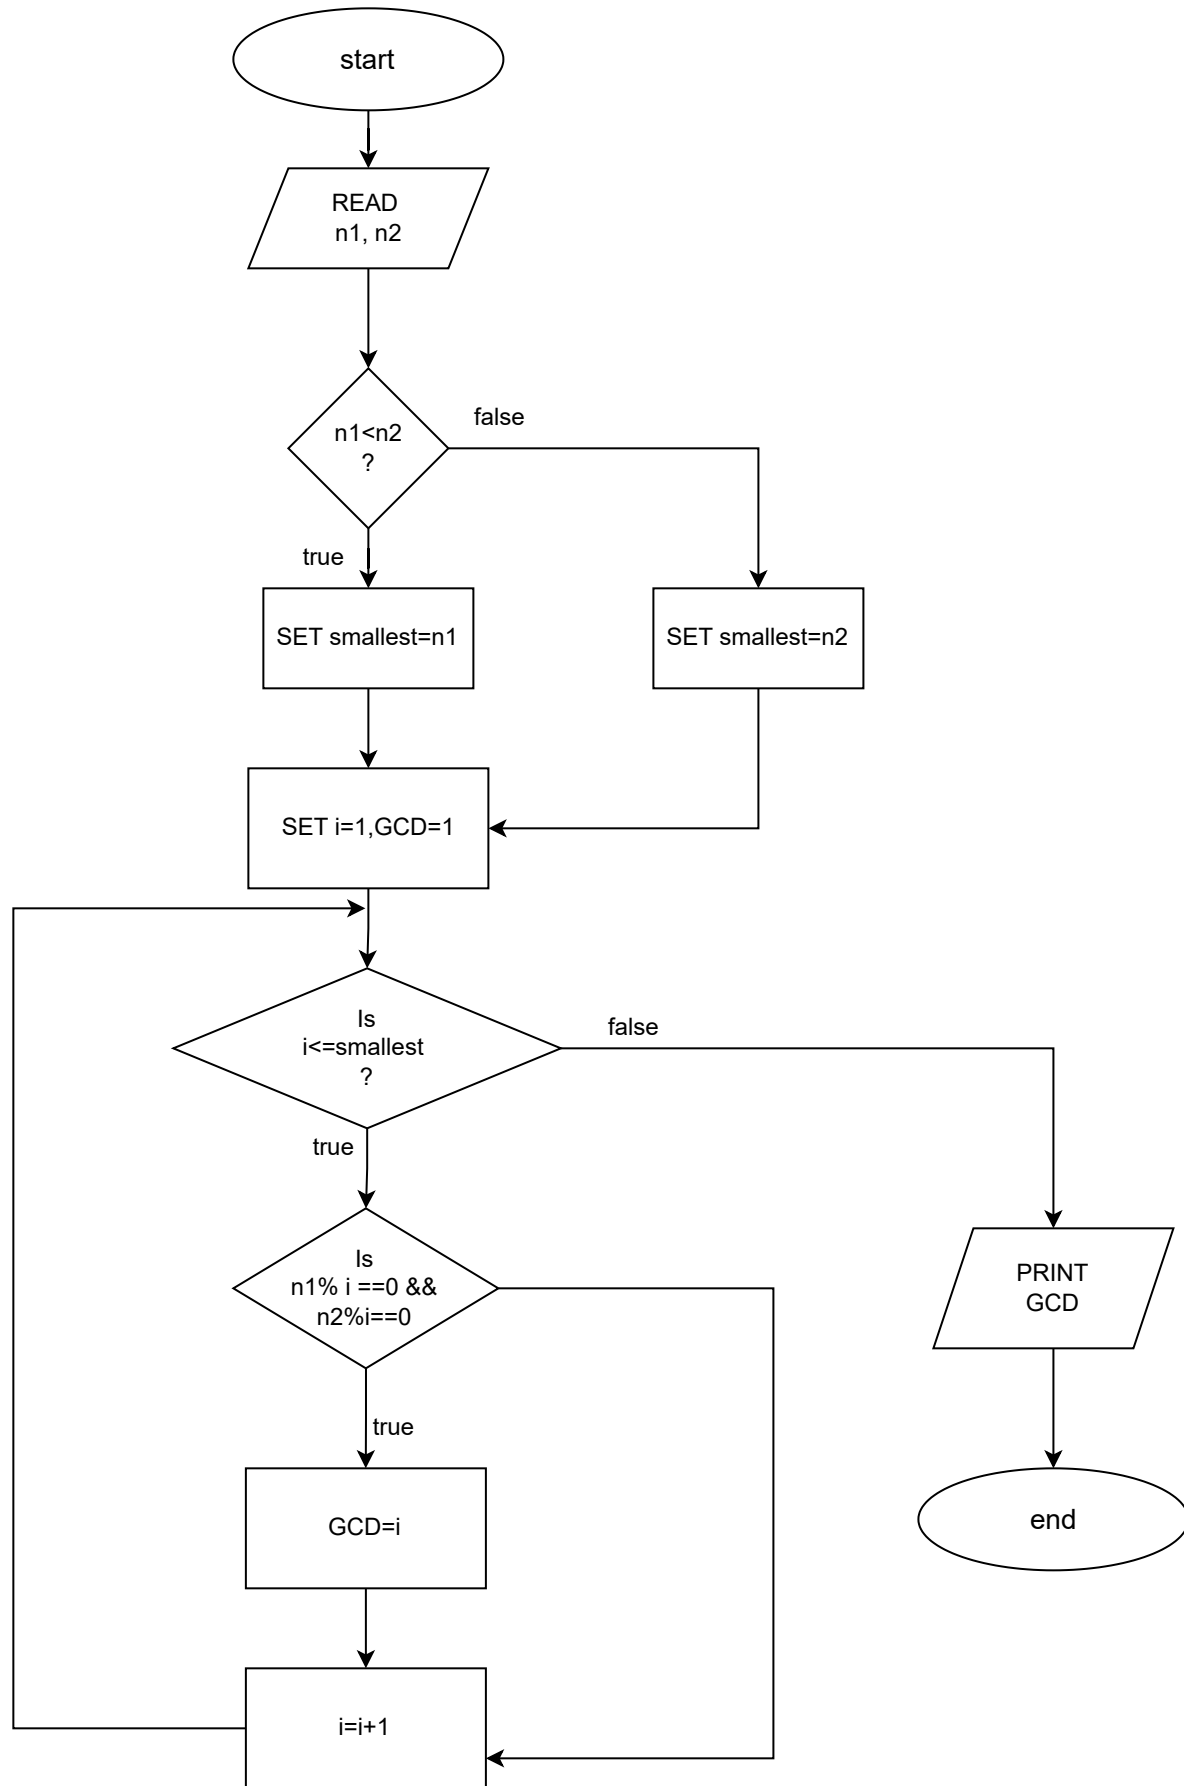 start
READ
n1, n2
n1<n2
?
false
true
SET smallest=n1
SET smallest=n2
SET i=1,GCD=1
Is
i<=smallest
?
false
true
Is
n1% i ==0 &&
n2%i==0
PRINT
GCD
true
GCD=i
end
i=i+1